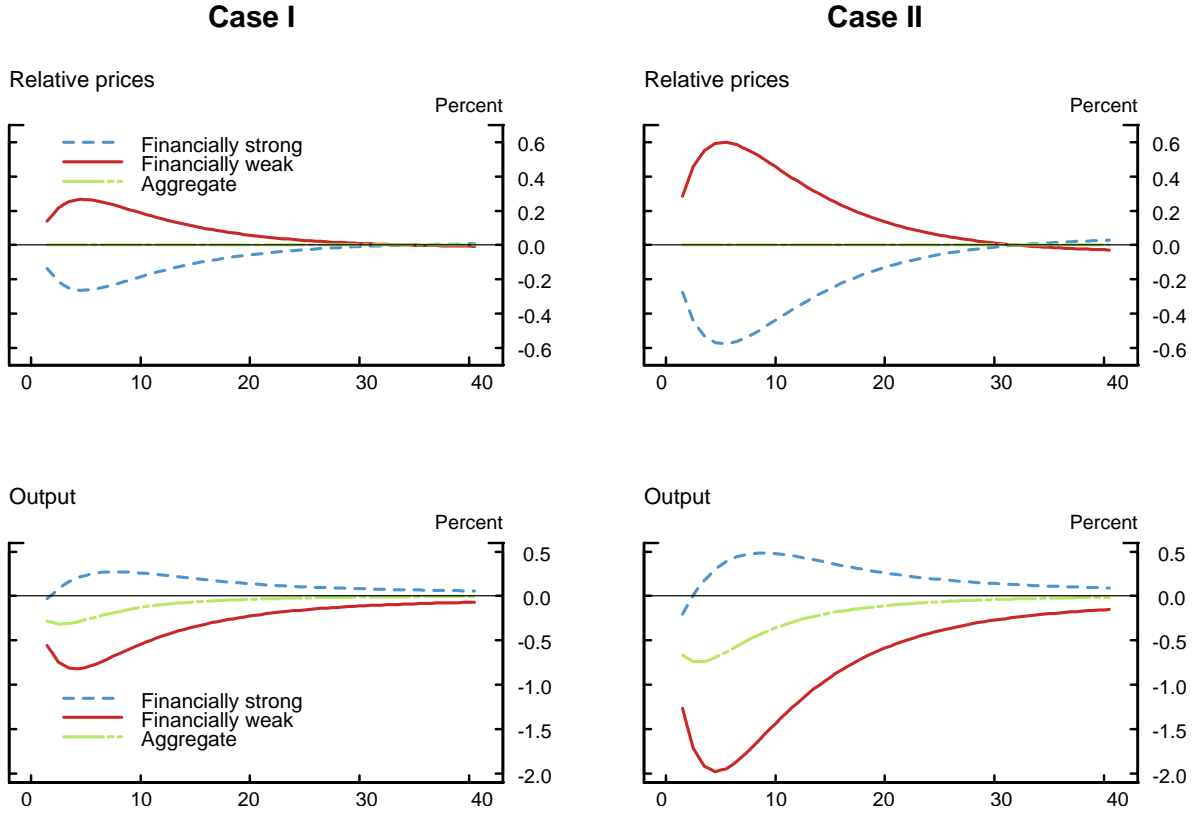 Case I
Case II
Relative prices
Relative prices
Percent
Percent
Financially strong
Financially weak
Aggregate
0.6
0.4
0.2
0.0
-0.2
-0.4
-0.6
0.6
0.4
0.2
0.0
-0.2
-0.4
-0.6
0 10 20 30 40
0 10 20 30 40
Output
Output
Percent
Percent
0.5
0.0
-0.5
-1.0
-1.5
-2.0
Financially strong
Financially weak
Aggregate
0.5
0.0
-0.5
-1.0
-1.5
-2.0
0 10 20 30 40
0 10 20 30 40